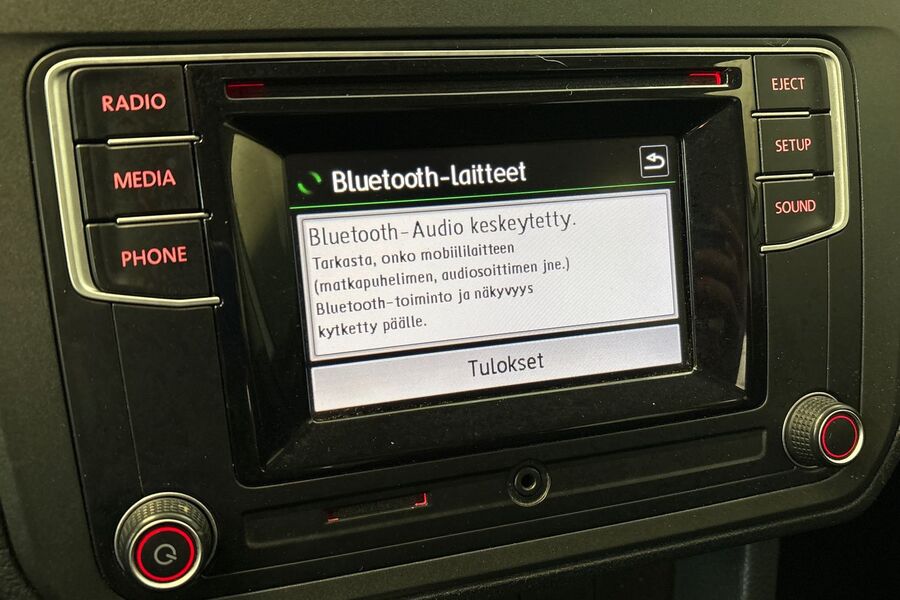 RADIO
MEDIA
PHONE
EJECT
SETUP
SOUND
Bluetooth-laitteet
Bluetooth-Audio keskeytetty.
Tarkasta, onko mobiililaitteen
(matkapuhelimen, audiosoittimen jne.)
Bluetooth-toiminto ja näkyvyys
kytketty päälle.
Tulokset